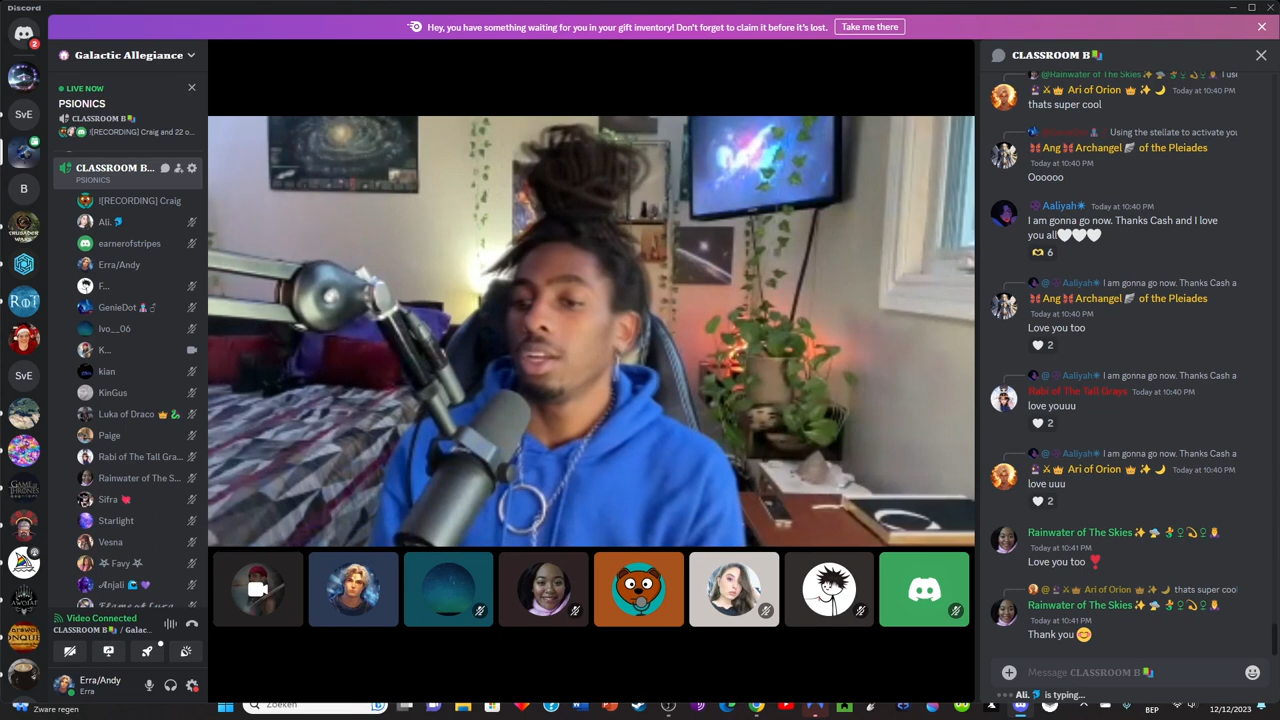 Discord
Hey, you have something waiting for you in your gift inventory! Don't forget to claim it before it's lost.
Take me there
2
Galactic Allegiance
LIVE NOW
PSIONICS
CLASSROOM B
![RECORDING] Craig and 22 o...
CLASSROOM B...
PSIONICS
![RECORDING] Craig
Ali.
earnerofstripes
Erra/Andy
F...
GenieDot
Ivo__06
K...
kian
KinGus
Luka of Draco
Paige
Rabi of The Tall Gra...
Rainwater of The S...
Sifra
Starlight
Vesna
Favy
Anjali
Video Connected
CLASSROOM B / Galac...
Erra/Andy
Erra
SvE
B
CRUSADER WARS
SvE
GAME OF THRONES
CLASSROOM B
@Rainwater of The Skies
Ari of Orion Today at 10:40 PM
thats super cool
Using the stellate to activate you
Ang Archangel of the Pleiades
Today at 10:40 PM
Oooooo
Aaliyah Today at 10:40 PM
I am gonna go now. Thanks Cash and I love
you all
6
@Aaliyah I am gonna go now. Thanks Cash a
Ang Archangel of the Pleiades
Today at 10:40 PM
Love you too
2
@Aaliyah I am gonna go now. Thanks Cash a
Rabi of The Tall Grays Today at 10:40 PM
love youuu
2
@Aaliyah I am gonna go now. Thanks Cash a
Ari of Orion Today at 10:40 PM
love uuu
2
Rainwater of The Skies
Today at 10:41 PM
Love you too
@Ari of Orion thats super cool
Rainwater of The Skies
Today at 10:41 PM
Thank you
Message CLASSROOM B
Ali. is typing...
Zware regen
Zoeken
BEP
12/12/2023